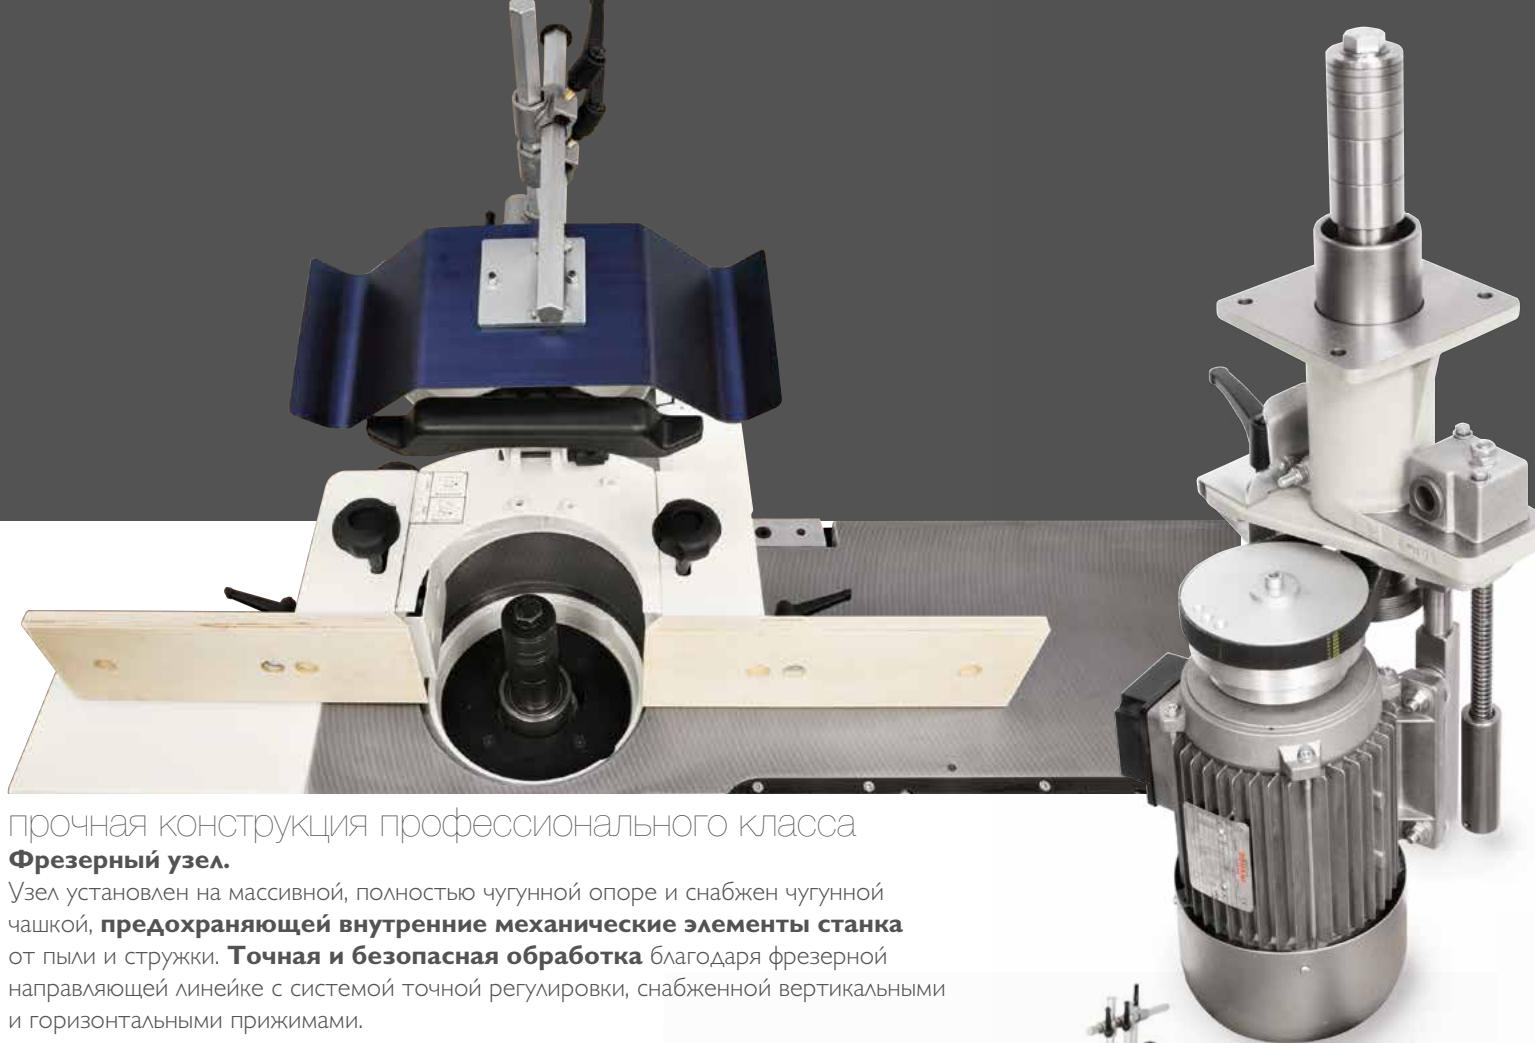 прочная конструкция профессионального класса
Фрезерный узел.
Узел установлен на массивной, полностью чугунной опоре и снабжен чугунной
чашкой, предохраняющей внутренние механические элементы станка
от пыли и стружки. Точная и безопасная обработка благодаря фрезерной
направляющей линейке с системой точной регулировки, снабженной вертикальными
и горизонтальными прижимами.